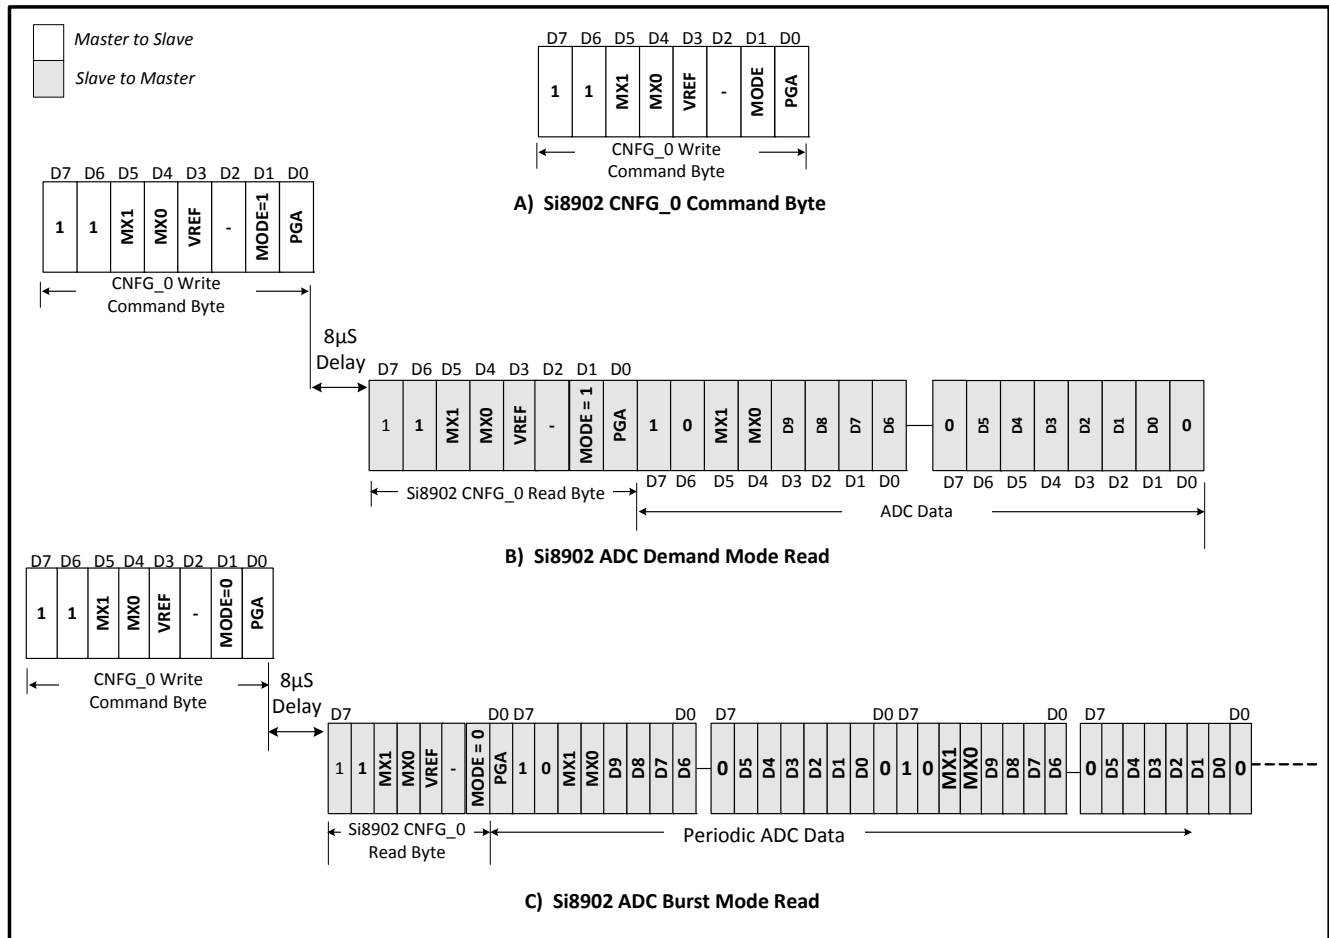 Master to Slave
Slave to Master
D7 D6 D5 D4 D3 D2 D1 D0
1 1 MX1 MX0 VREF - MODE PGA
CNFG_0 Write
Command Byte
A) Si8902 CNFG_0 Command Byte
D7 D6 D5 D4 D3 D2 D1 D0
1 1 MX1 MX0 VREF - MODE=1 PGA
CNFG_0 Write
Command Byte
8µS
Delay
D7 D6 D5 D4 D3 D2 D1 D0
1 1 MX1 MX0 VREF - MODE = 1 PGA 1 0 MX1 MX0 D9 D8 D7 D6 0 D5 D4 D3 D2 D1 D0 0
D7 D6 D5 D4 D3 D2 D1 D0 D7 D6 D5 D4 D3 D2 D1 D0
Si8902 CNFG_0 Read Byte
ADC Data
B) Si8902 ADC Demand Mode Read
D7 D6 D5 D4 D3 D2 D1 D0
1 1 MX1 MX0 VREF - MODE=0 PGA
CNFG_0 Write
Command Byte
8µS
Delay
D7 D0 D7 D0 D7 D0 D7 D0 D7 D0
1 1 MX1 MX0 VREF - MODE = 0 PGA 1 0 MX1 MX0 D9 D8 D7 D6 0 D5 D4 D3 D2 D1 D0 0 1 0 MX1 MX0 D9 D8 D7 D6 0 D5 D4 D3 D2 D1 D0 0
Si8902 CNFG_0
Read Byte
Periodic ADC Data
C) Si8902 ADC Burst Mode Read